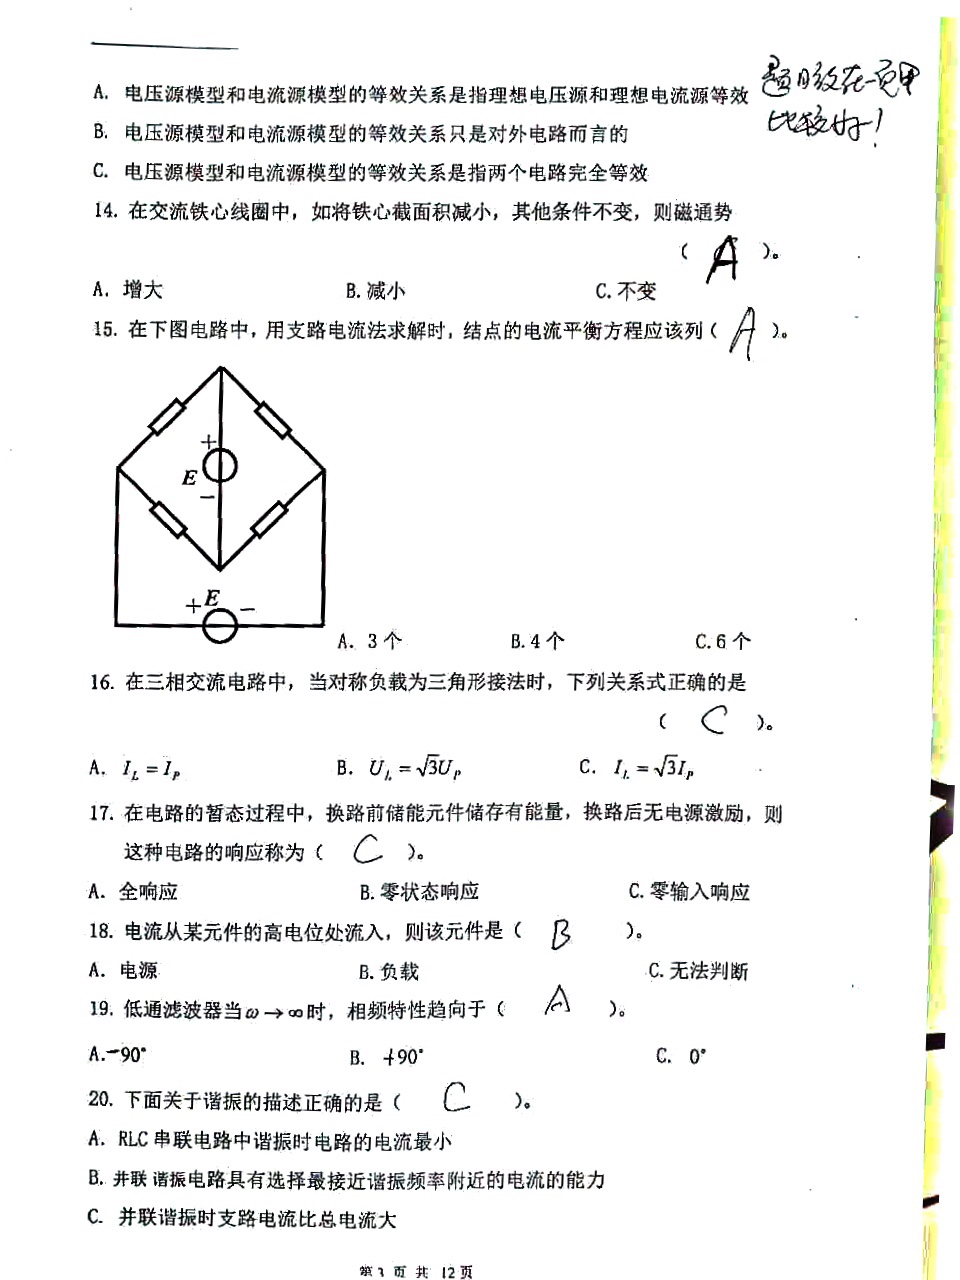 题目放在一页里
比较好!
A. 电压源模型和电流源模型的等效关系是指理想电压源和理想电流源等效
B. 电压源模型和电流源模型的等效关系只是对外电路而言的
C. 电压源模型和电流源模型的等效关系是指两个电路完全等效
14. 在交流铁心线圈中，如将铁心截面积减小，其他条件不变，则磁通势
( A )。
A. 增大 B. 减小 C. 不变
15. 在下图电路中，用支路电流法求解时，结点的电流平衡方程应该列( A )。
+
E
−
+ E −
A. 3个 B. 4个 C. 6个
16. 在三相交流电路中，当对称负载为三角形接法时，下列关系式正确的是
( C )。
A. I_L = I_P B. U_L = √3U_P C. I_L = √3I_P
17. 在电路的暂态过程中，换路前储能元件储存有能量，换路后无电源激励，则
这种电路的响应称为( C )。
A. 全响应 B. 零状态响应 C. 零输入响应
18. 电流从某元件的高电位处流入，则该元件是( B )。
A. 电源 B. 负载 C. 无法判断
19. 低通滤波器当ω→∞时，相频特性趋向于( A )。
A. −90° B. +90° C. 0°
20. 下面关于谐振的描述正确的是( C )。
A. RLC串联电路中谐振时电路的电流最小
B. 并联谐振电路具有选择最接近谐振频率附近的电流的能力
C. 并联谐振时支路电流比总电流大
第 3 页 共 12 页